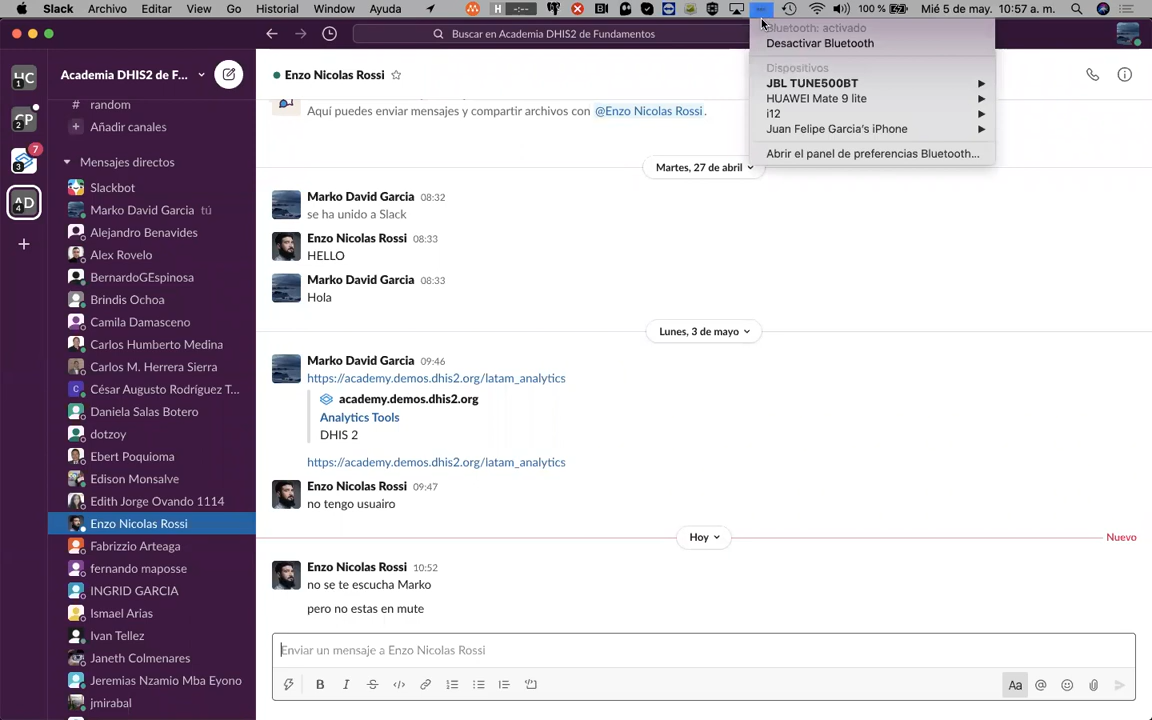 Slack Archivo Editar View Go Historial Window Ayuda 100 % Mié 5 de may. 10:57 a. m.
Bluetooth: activado
Desactivar Bluetooth
Dispositivos
JBL TUNE500BT
HUAWEI Mate 9 lite
i12
Juan Felipe Garcia's iPhone
Abrir el panel de preferencias Bluetooth...
Buscar en Academia DHIS2 de Fundamentos
HC
1
CP
2
7
3
AD
4
Academia DHIS2 de F...
# random
Añadir canales
Mensajes directos
Slackbot
Marko David Garcia tú
Alejandro Benavides
Alex Rovelo
BernardoGEspinosa
Brindis Ochoa
Camila Damasceno
Carlos Humberto Medina
Carlos M. Herrera Sierra
C César Augusto Rodríguez T...
Daniela Salas Botero
dotzoy
Ebert Poquioma
Edison Monsalve
Edith Jorge Ovando 1114
Enzo Nicolas Rossi
Fabrizzio Arteaga
fernando maposse
INGRID GARCIA
Ismael Arías
Ivan Tellez
Janeth Colmenares
Jeremias Nzamio Mba Eyono
jmirabal
Enzo Nicolas Rossi
Aquí puedes enviar mensajes y compartir archivos con @Enzo Nicolas Rossi.
Martes, 27 de abril
Marko David Garcia 08:32
se ha unido a Slack
Enzo Nicolas Rossi 08:33
HELLO
Marko David Garcia 08:33
Hola
Lunes, 3 de mayo
Marko David Garcia 09:46
https://academy.demos.dhis2.org/latam_analytics
academy.demos.dhis2.org
Analytics Tools
DHIS 2
https://academy.demos.dhis2.org/latam_analytics
Enzo Nicolas Rossi 09:47
no tengo usuairo
Hoy
Nuevo
Enzo Nicolas Rossi 10:52
no se te escucha Marko
pero no estas en mute
Enviar un mensaje a Enzo Nicolas Rossi
B I S Aa @